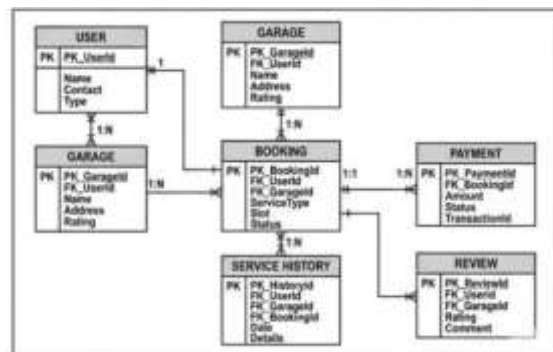 USER
PK PK_UserId
Name
Contact
Type
1
1:N
GARAGE
PK PK_GarageId
FK_UserId
Name
Address
Rating
1:N
GARAGE
PK PK_GarageId
FK_UserId
Name
Address
Rating
1:N
BOOKING
PK PK_BookingId
FK_UserId
FK_GarageId
ServiceType
Slot
Status
1:1
1:N
PAYMENT
PK PK_PaymentId
FK_BookingId
Amount
Status
TransactionId
1:N
SERVICE HISTORY
PK PK_HistoryId
FK_UserId
FK_GarageId
FK_BookingId
Date
Details
REVIEW
PK PK_ReviewId
FK_UserId
FK_GarageId
Rating
Comment